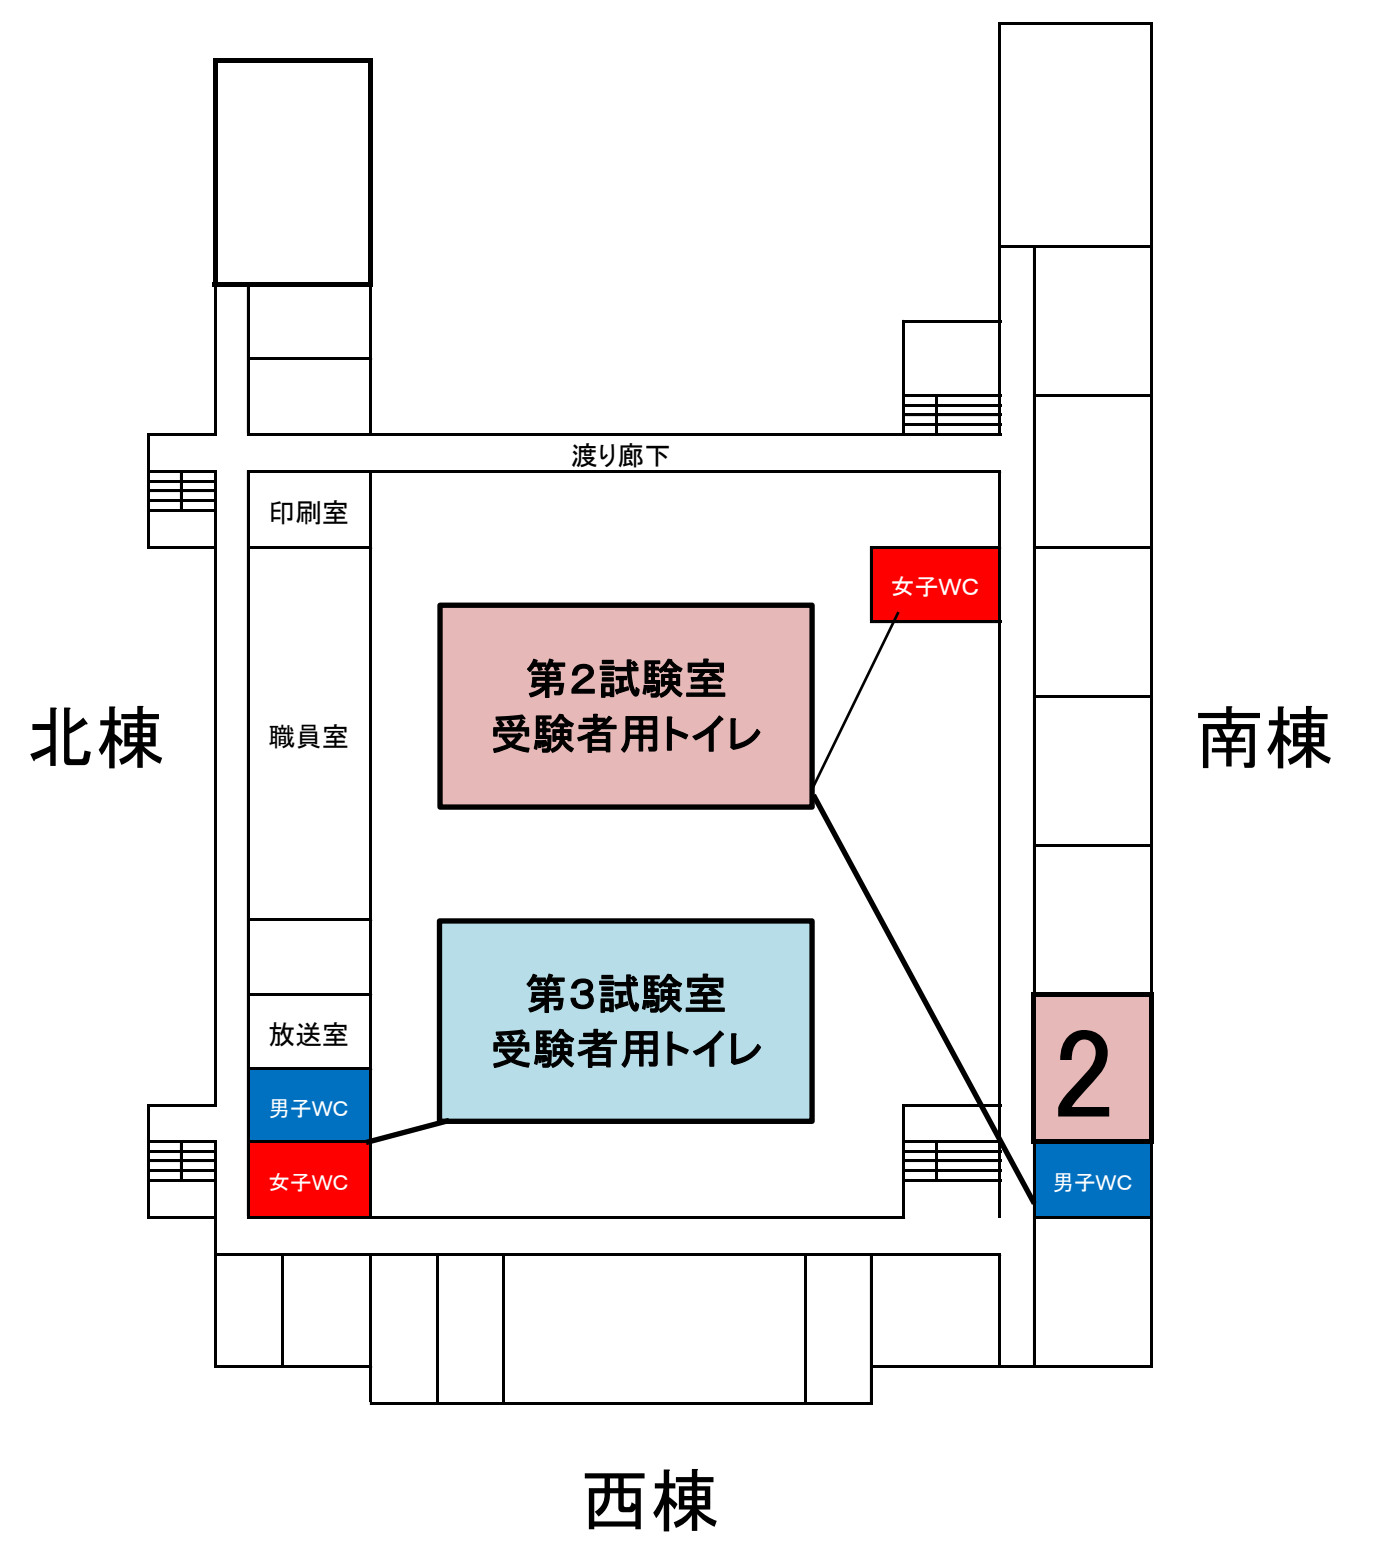 渡り廊下
印刷室
女子WC
第2試験室
受験者用トイレ
北棟
職員室
南棟
第3試験室
受験者用トイレ
放送室
2
男子WC
女子WC
男子WC
西棟